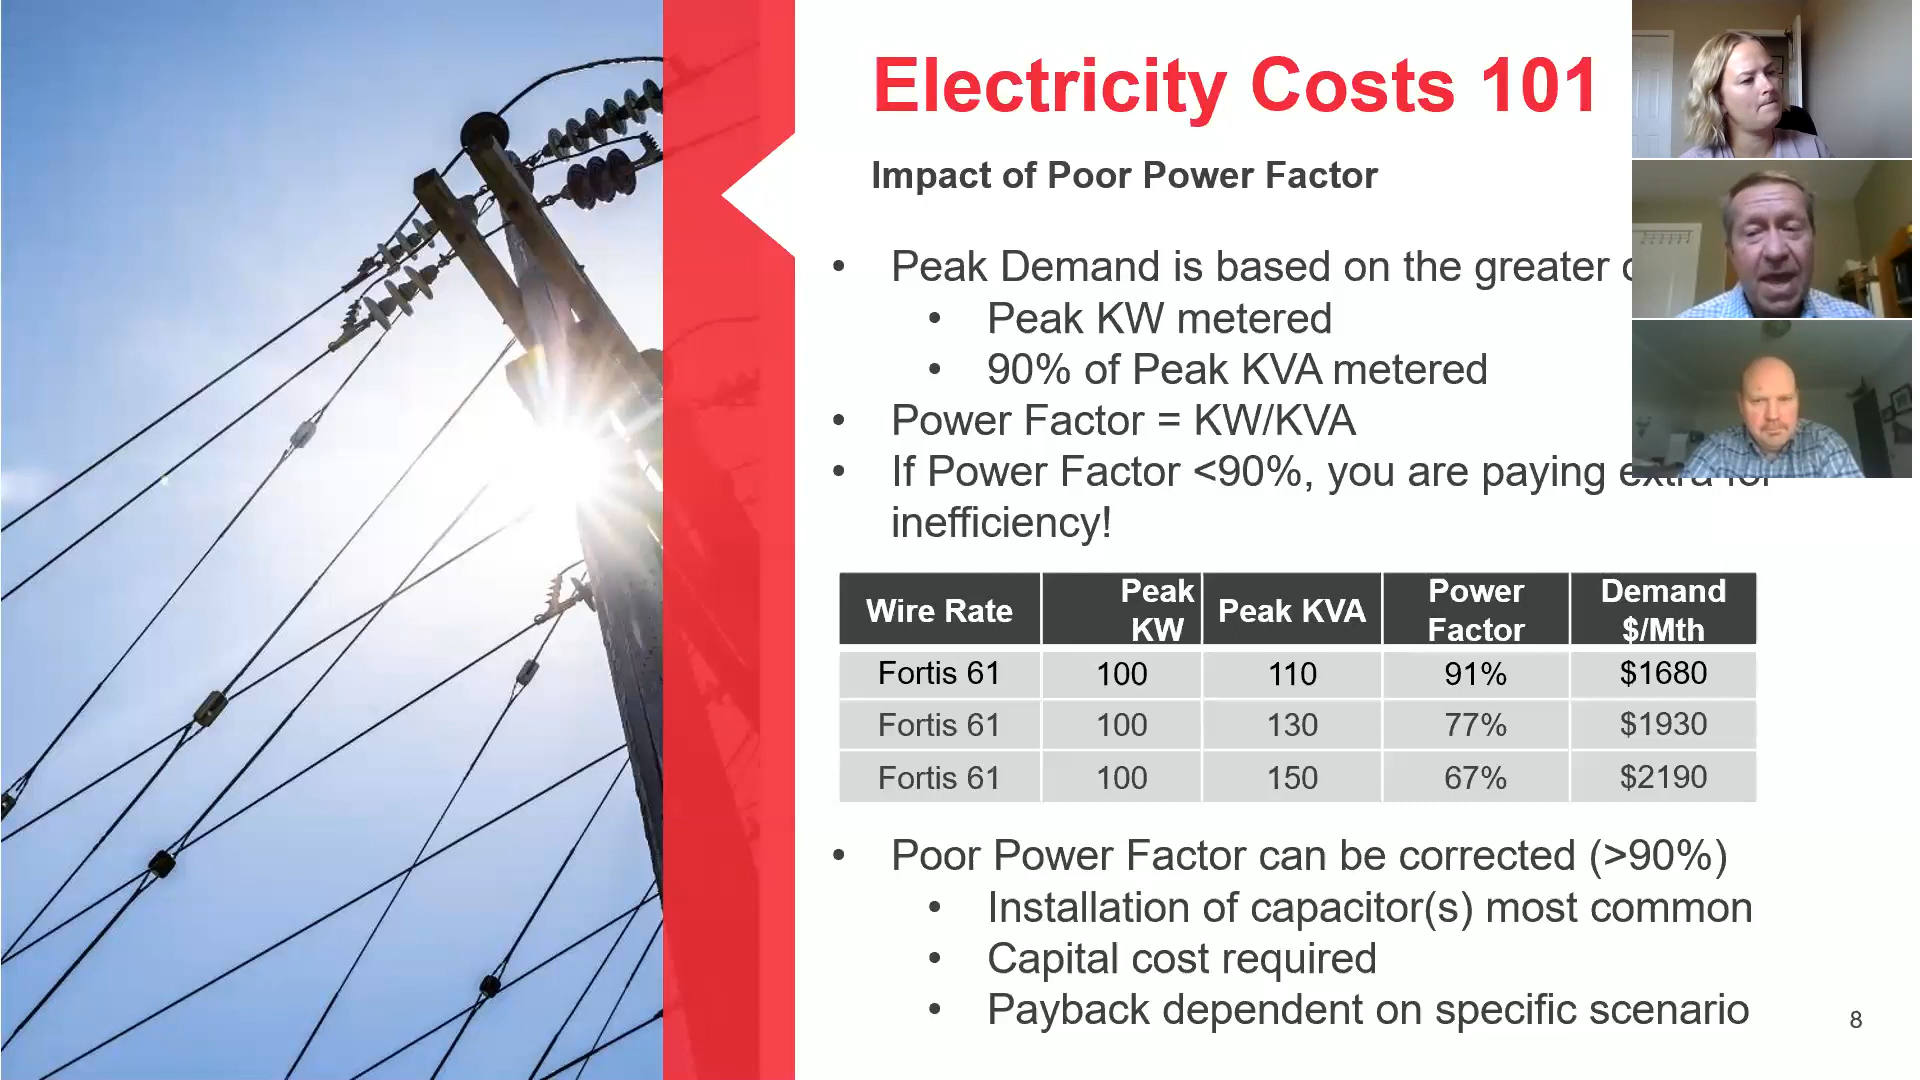 Electricity Costs 101
Impact of Poor Power Factor
• Peak Demand is based on the greater
• Peak KW metered
• 90% of Peak KVA metered
• Power Factor = KW/KVA
• If Power Factor <90%, you are paying extra for
inefficiency!
Wire Rate Peak KW Peak KVA Power Factor Demand $/Mth
Fortis 61 100 110 91% $1680
Fortis 61 100 130 77% $1930
Fortis 61 100 150 67% $2190
• Poor Power Factor can be corrected (>90%)
• Installation of capacitor(s) most common
• Capital cost required
• Payback dependent on specific scenario
8